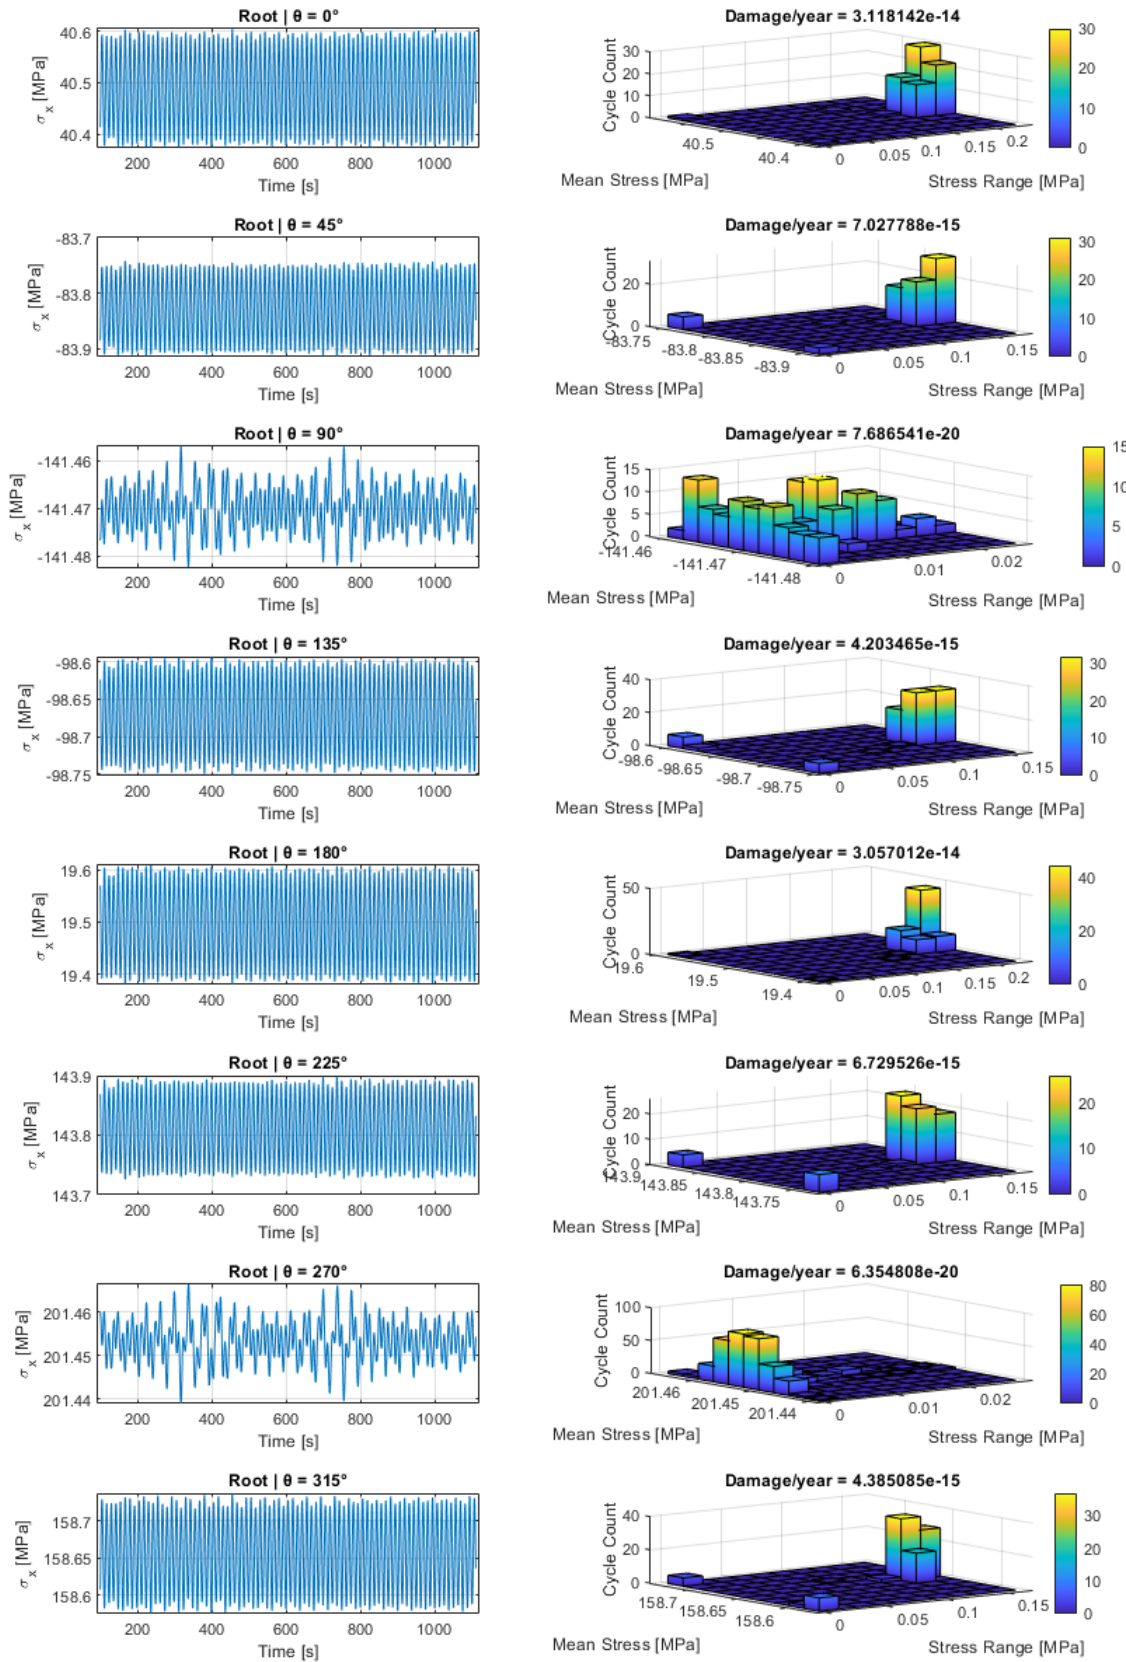 Root | θ = 0°
40.6
40.5
40.4
σ x [MPa]
200 400 600 800 1000
Time [s]
Damage/year = 3.118142e-14
30
20
10
0
Cycle Count
40.5 40.4
0 0.05 0.1 0.15 0.2
Mean Stress [MPa]
Stress Range [MPa]
30
20
10
0
Root | θ = 45°
-83.7
-83.8
-83.9
σ x [MPa]
200 400 600 800 1000
Time [s]
Damage/year = 7.027788e-15
20
0
Cycle Count
-83.75 -83.8 -83.85 -83.9
0 0.05 0.1 0.15
Mean Stress [MPa]
Stress Range [MPa]
30
20
10
0
Root | θ = 90°
-141.46
-141.47
-141.48
σ x [MPa]
200 400 600 800 1000
Time [s]
Damage/year = 7.686541e-20
15
10
5
0
Cycle Count
-141.46 -141.47 -141.48
0 0.01 0.02
Mean Stress [MPa]
Stress Range [MPa]
15
10
5
0
Root | θ = 135°
-98.6
-98.65
-98.7
-98.75
σ x [MPa]
200 400 600 800 1000
Time [s]
Damage/year = 4.203465e-15
40
20
0
Cycle Count
-98.6 -98.65 -98.7 -98.75
0 0.05 0.1 0.15
Mean Stress [MPa]
Stress Range [MPa]
30
20
10
0
Root | θ = 180°
19.6
19.5
19.4
σ x [MPa]
200 400 600 800 1000
Time [s]
Damage/year = 3.057012e-14
50
0
Cycle Count
19.6 19.5 19.4
0 0.05 0.1 0.15 0.2
Mean Stress [MPa]
Stress Range [MPa]
40
20
0
Root | θ = 225°
143.9
143.8
143.7
σ x [MPa]
200 400 600 800 1000
Time [s]
Damage/year = 6.729526e-15
20
10
0
Cycle Count
143.9 143.85 143.8 143.75
0 0.05 0.1 0.15
Mean Stress [MPa]
Stress Range [MPa]
20
10
0
Root | θ = 270°
201.46
201.45
201.44
σ x [MPa]
200 400 600 800 1000
Time [s]
Damage/year = 6.354808e-20
100
50
0
Cycle Count
201.46 201.45 201.44
0 0.01 0.02
Mean Stress [MPa]
Stress Range [MPa]
80
60
40
20
0
Root | θ = 315°
158.7
158.65
158.6
σ x [MPa]
200 400 600 800 1000
Time [s]
Damage/year = 4.385085e-15
40
20
0
Cycle Count
158.7 158.65 158.6
0 0.05 0.1 0.15
Mean Stress [MPa]
Stress Range [MPa]
30
20
10
0